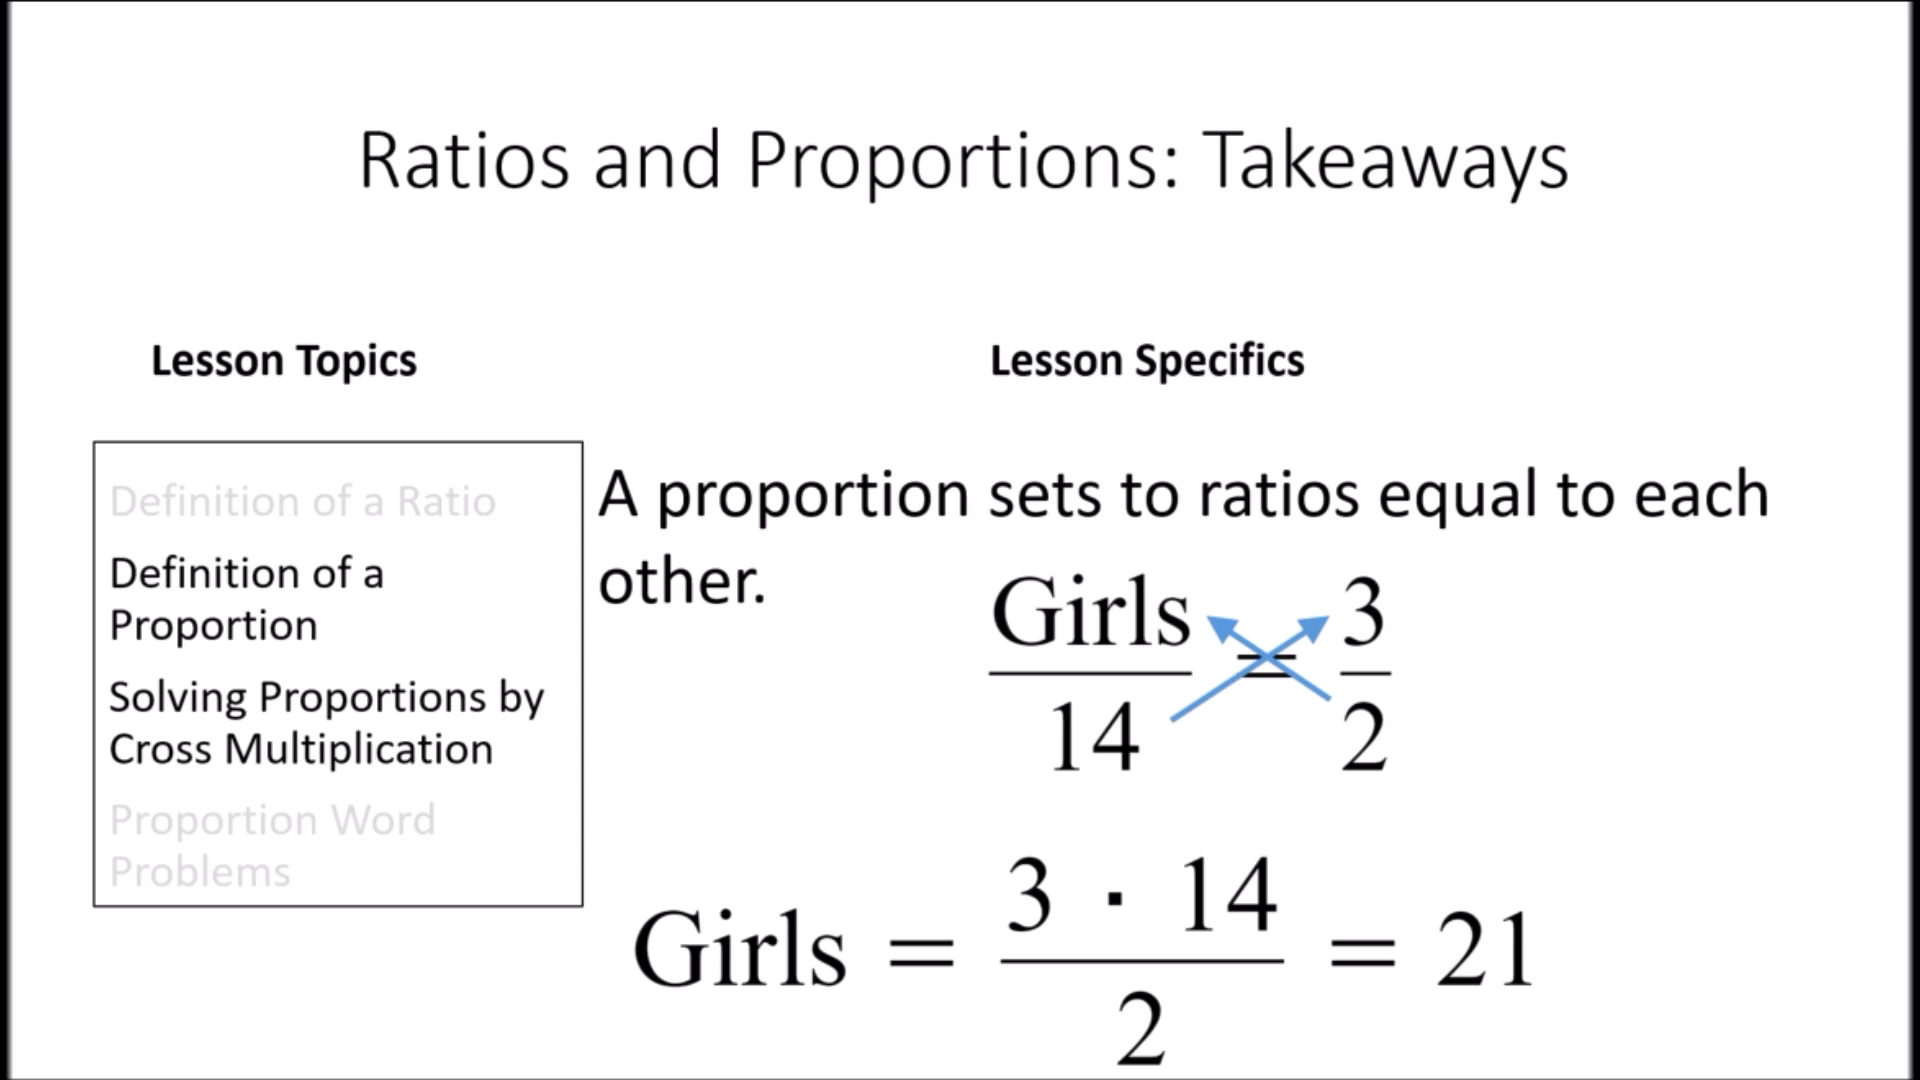 Ratios and Proportions: Takeaways
Lesson Topics
Lesson Specifics
Definition of a Ratio
Definition of a
Proportion
Solving Proportions by
Cross Multiplication
Proportion Word
Problems
A proportion sets to ratios equal to each
other.
Girls/14 = 3/2
Girls = 3 · 14/2 = 21